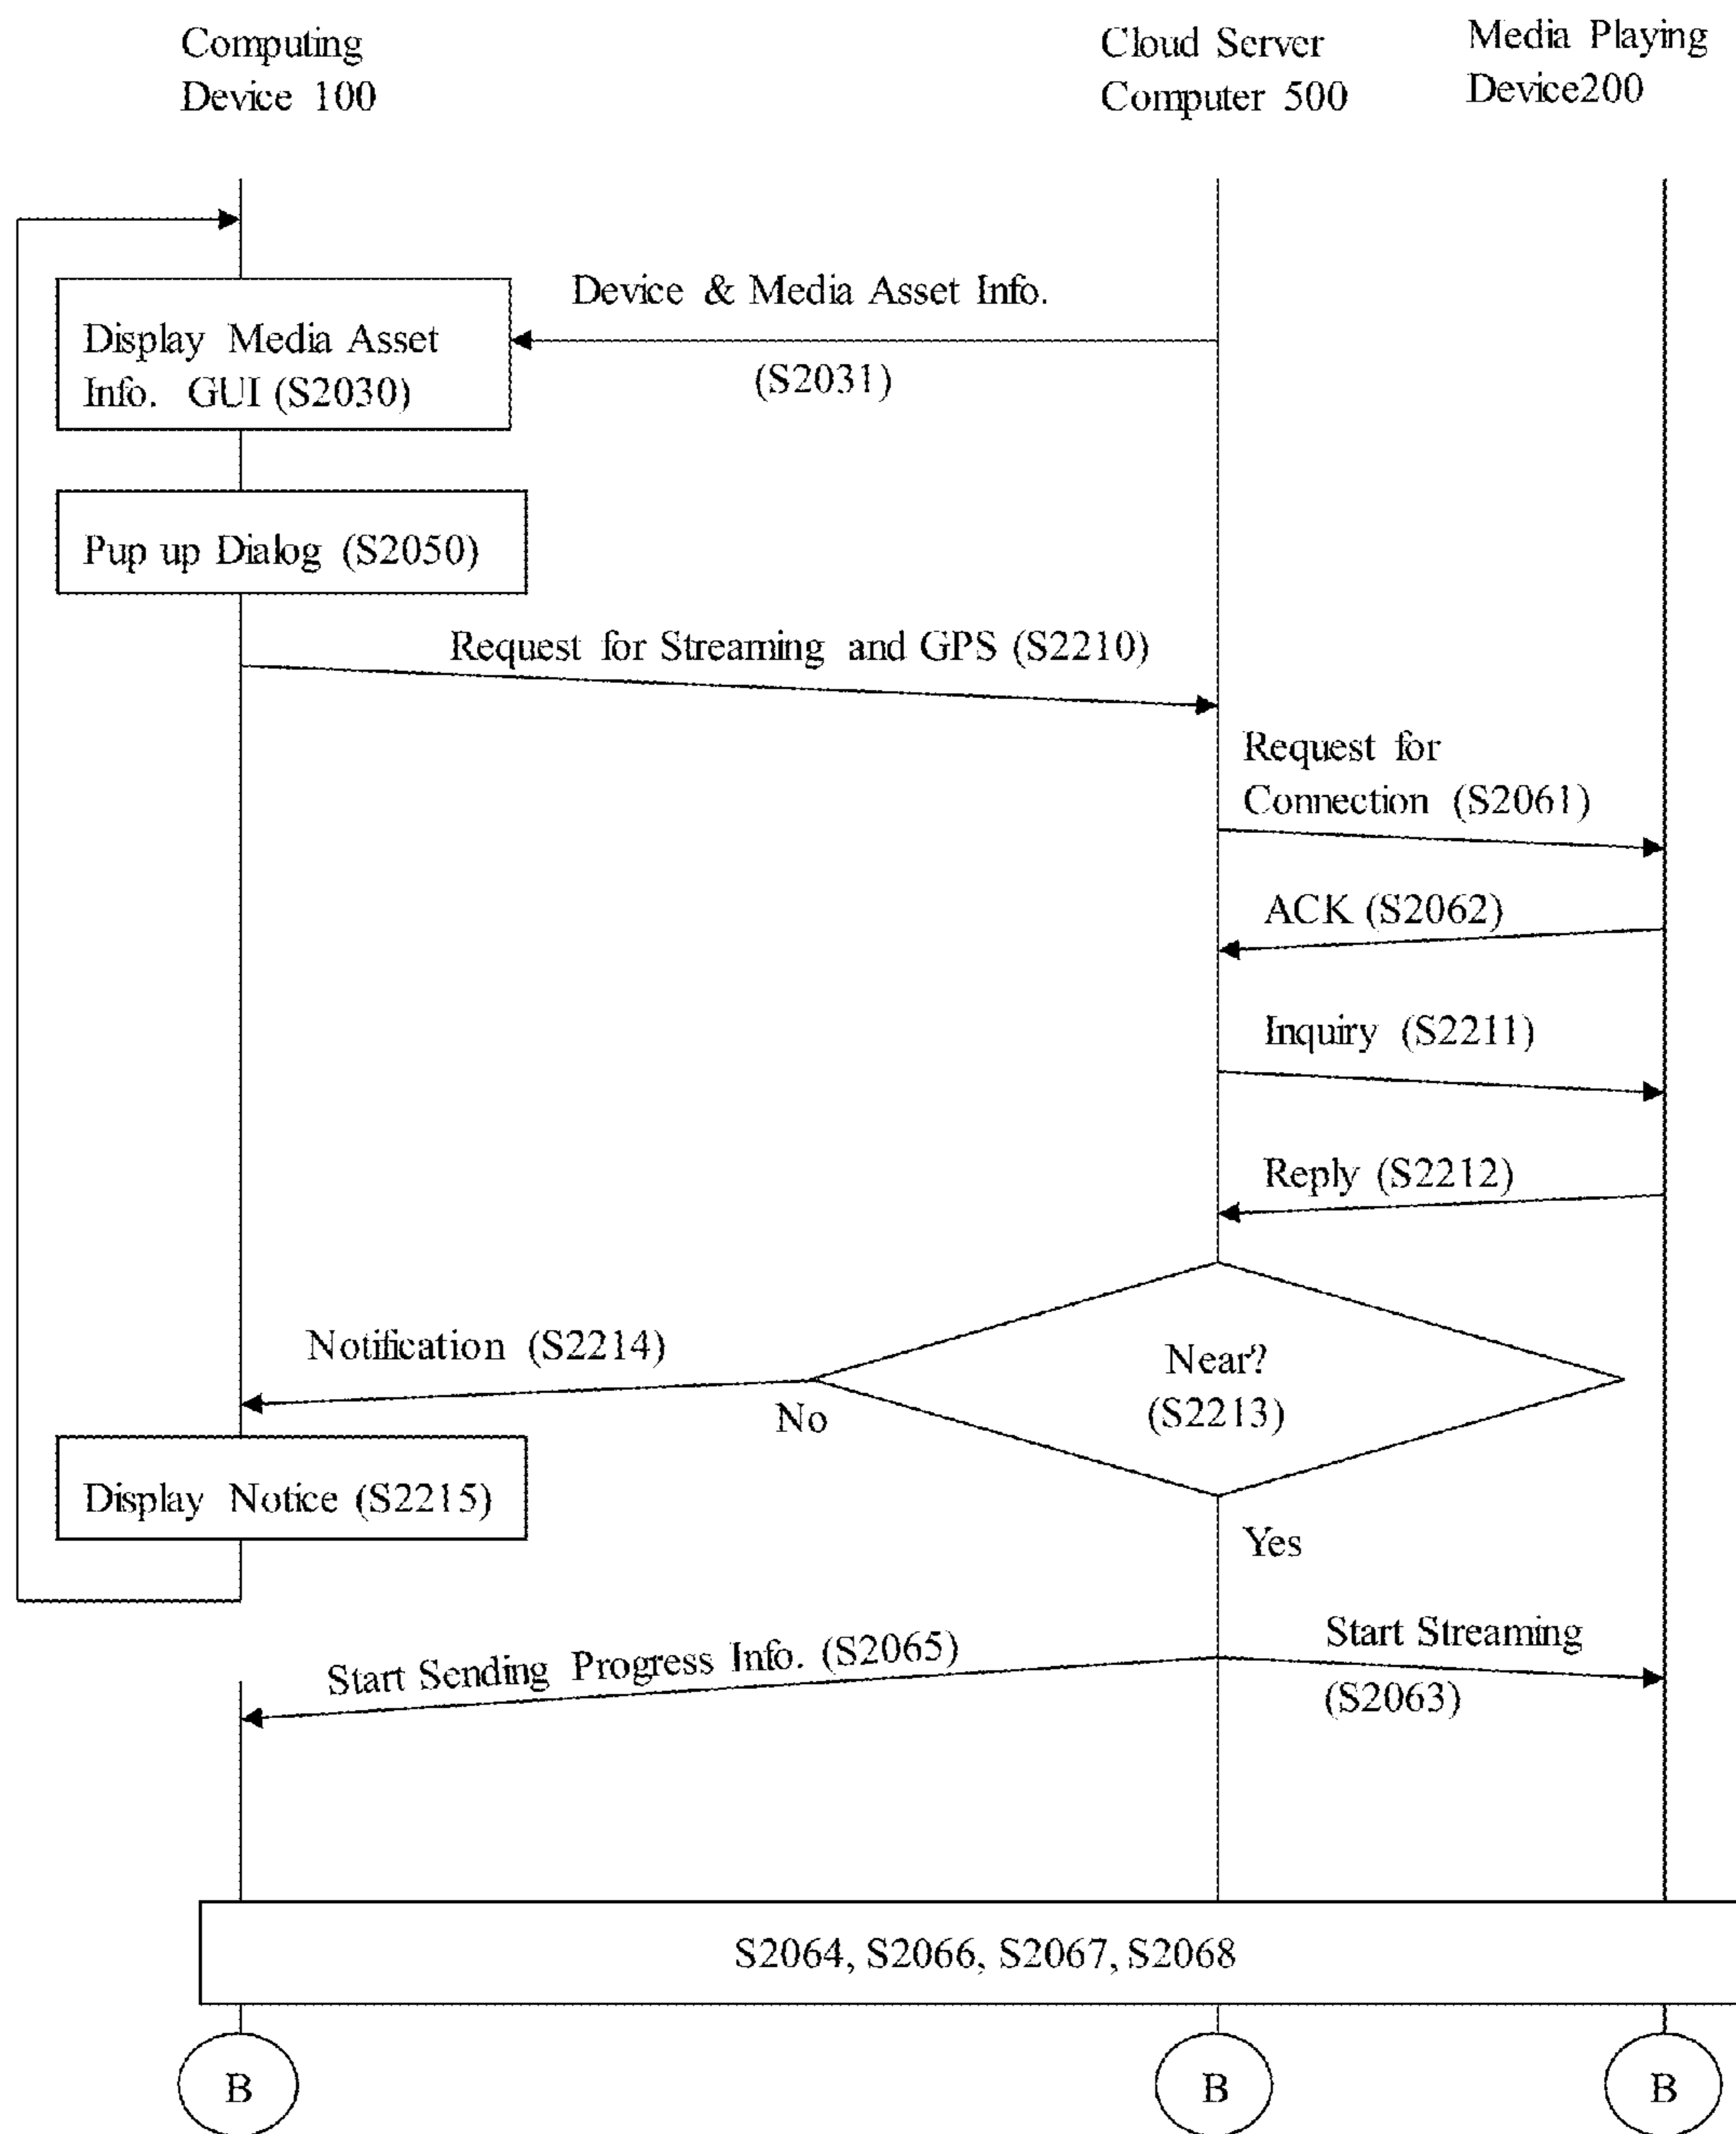 Computing
Device 100
Cloud Server
Computer 500
Media Playing
Device200
Device & Media Asset Info.
(S2031)
Display Media Asset
Info. GUI (S2030)
Pup up Dialog (S2050)
Request for Streaming and GPS (S2210)
Request for
Connection (S2061)
ACK (S2062)
Inquiry (S2211)
Reply (S2212)
Near?
(S2213)
Notification (S2214)
No
Display Notice (S2215)
Yes
Start Sending Progress Info. (S2065)
Start Streaming
(S2063)
S2064, S2066, S2067, S2068
B
B
B